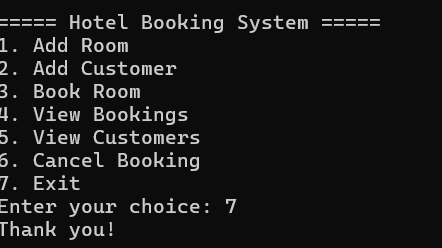 ===== Hotel Booking System =====
1. Add Room
2. Add Customer
3. Book Room
4. View Bookings
5. View Customers
6. Cancel Booking
7. Exit
Enter your choice: 7
Thank you!